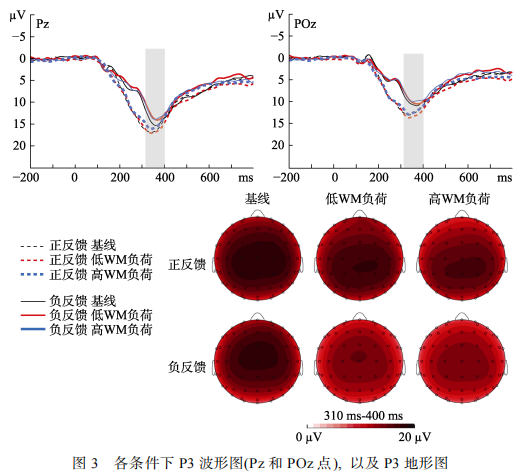 µV
Pz
−5
0
5
10
15
20
−200
0
200
400
600
ms
µV
POz
−5
0
5
10
15
20
−200
0
200
400
600
ms
基线
低WM负荷
高WM负荷
正反馈 基线
正反馈 低WM负荷
正反馈 高WM负荷
负反馈 基线
负反馈 低WM负荷
负反馈 高WM负荷
正反馈
负反馈
310 ms-400 ms
0 µV
20 µV
图 3 各条件下 P3 波形图(Pz 和 POz 点), 以及 P3 地形图